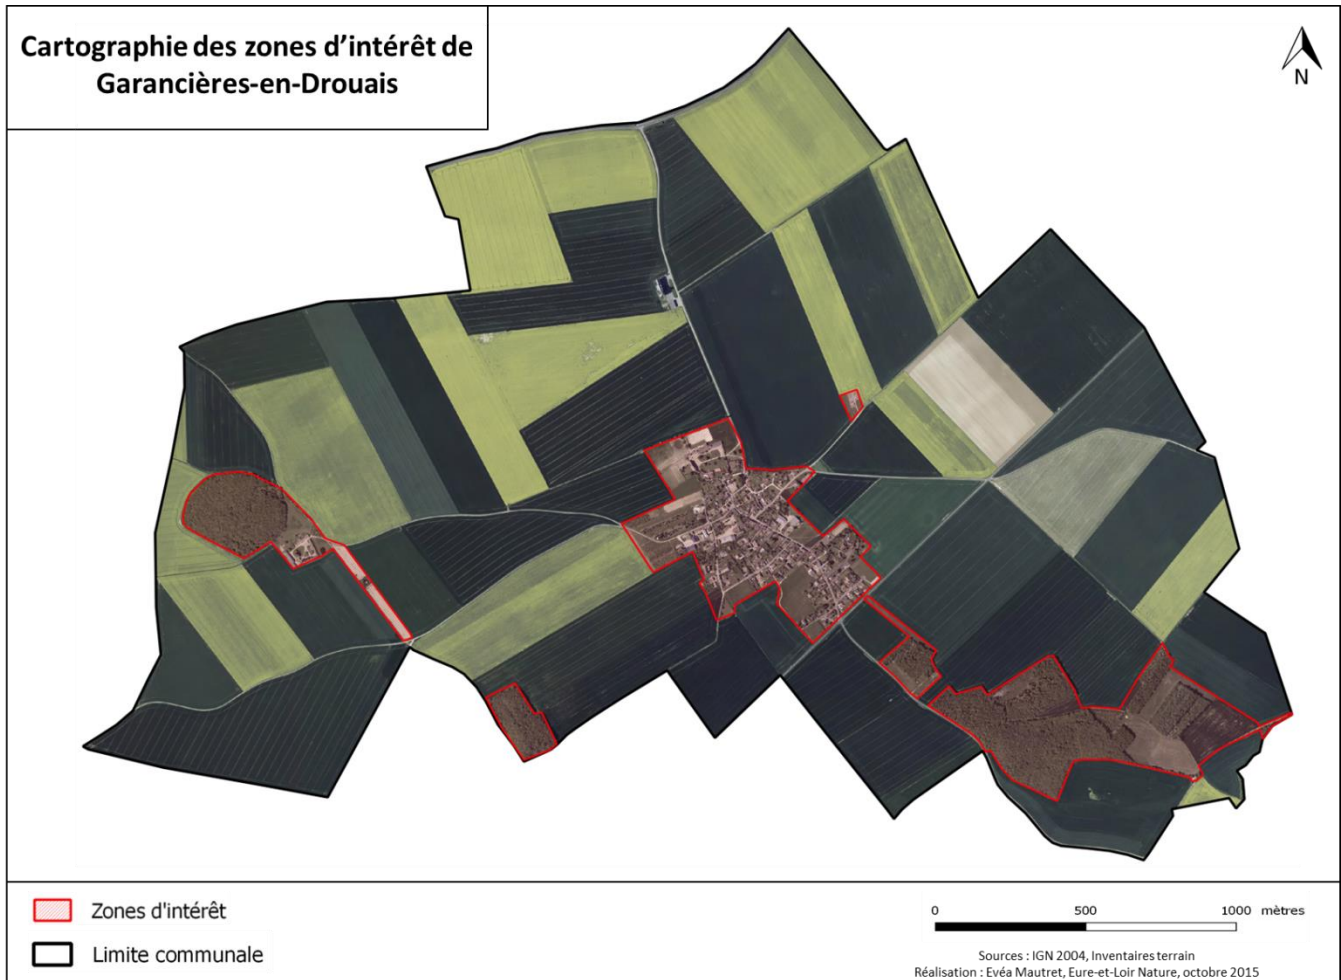 Cartographie des zones d'intérêt de
Garancières-en-Drouais
N
Zones d'intérêt
Limite communale
0 500 1000 mètres
Sources : IGN 2004, Inventaires terrain
Réalisation : Evéa Mautret, Eure-et-Loir Nature, octobre 2015